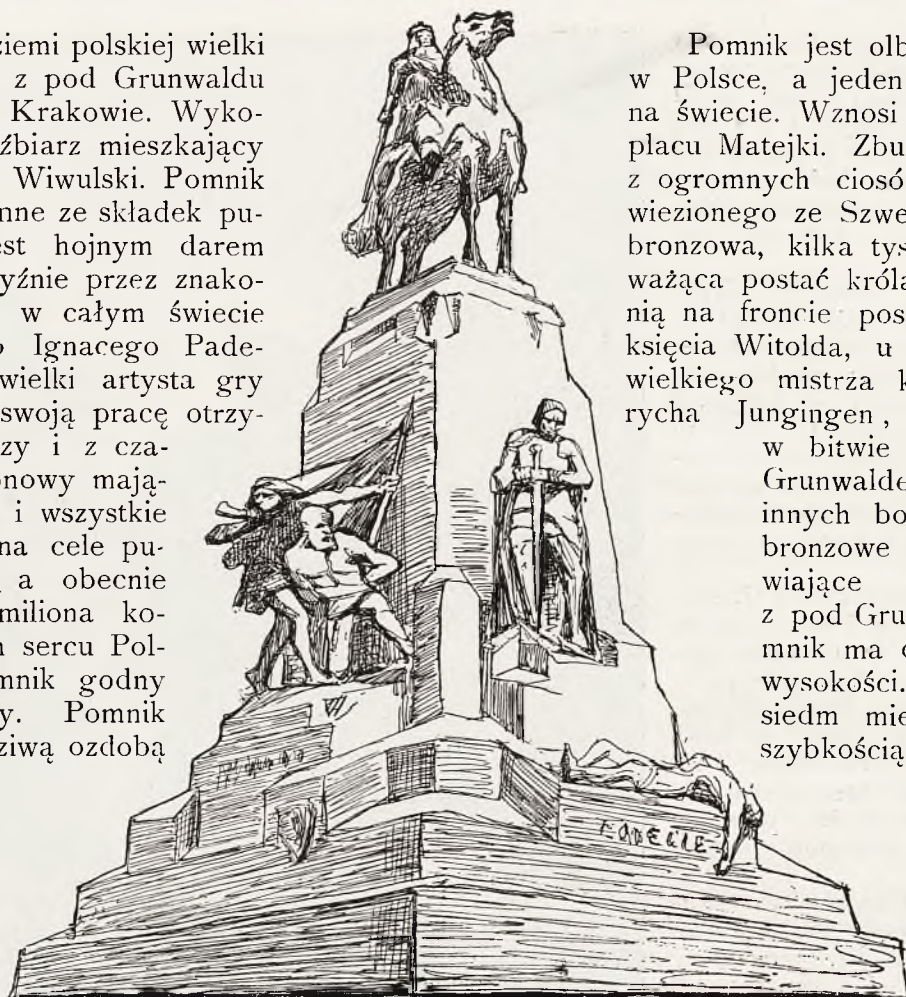 ziemi polskiej wielki
z pod Grunwaldu
Krakowie. Wyko-
źbiarz mieszkający
Wiwulski. Pomnik
nne ze składek pu-
est hojnym darem
yźnie przez znako-
w całym świecie
o Ignacego Pade-
wielki artysta gry
swoją pracę otrzy-
zy i z cza-
onowy mają-
i wszystkie
na cele pu-
a obecnie
miliona ko-
sercu Pol-
mnik godny
y. Pomnik
ziwą ozdobą
Pomnik jest olb
w Polsce, a jeden
na świecie. Wznosi
placu Matejki. Zbu
z ogromnych ciosó
wiezionego ze Szwe
bronzowa, kilka tys
ważąca postać króla
nią na froncie pos
księcia Witolda, u
wielkiego mistrza k
rycha Jungingen,
w bitwie
Grunwalde
innych bo
bronzowe
wiające
z pod Gru
mnik ma
wysokości.
siedm mie
szybkością